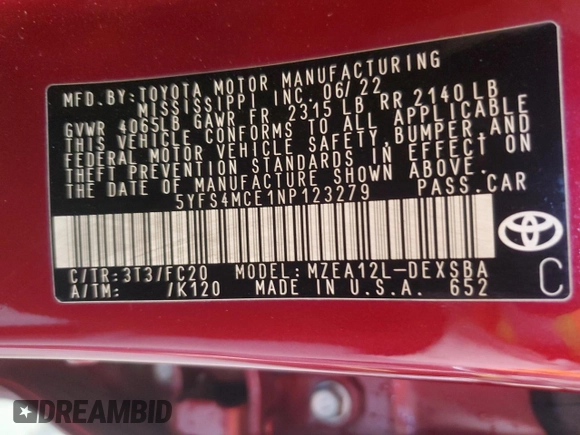 MFD. BY: TOYOTA MOTOR MANUFACTURING
MISSISSIPPI INC. 06/22
GVWR 4065LB GAWR FR 2315 LB RR 2140 LB
THIS VEHICLE CONFORMS TO ALL APPLICABLE
FEDERAL MOTOR VEHICLE SAFETY, BUMPER, AND
THEFT PREVENTION STANDARDS IN EFFECT ON
THE DATE OF MANUFACTURE SHOWN ABOVE.
5YFS4MCE1NP123279 PASS. CAR
C/TR: 3T3/FC20 MODEL: MZEA12L-DEXSBA
A/TM: /K120 MADE IN U.S.A. 652
C
DREAMBID